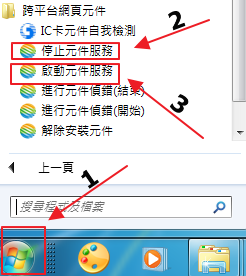 跨平台網頁元件
IC卡元件自我檢測
停止元件服務
2
啟動元件服務
進行元件偵錯(結束)
3
進行元件偵錯(開始)
解除安裝元件
上一頁
1
搜尋程式及檔案